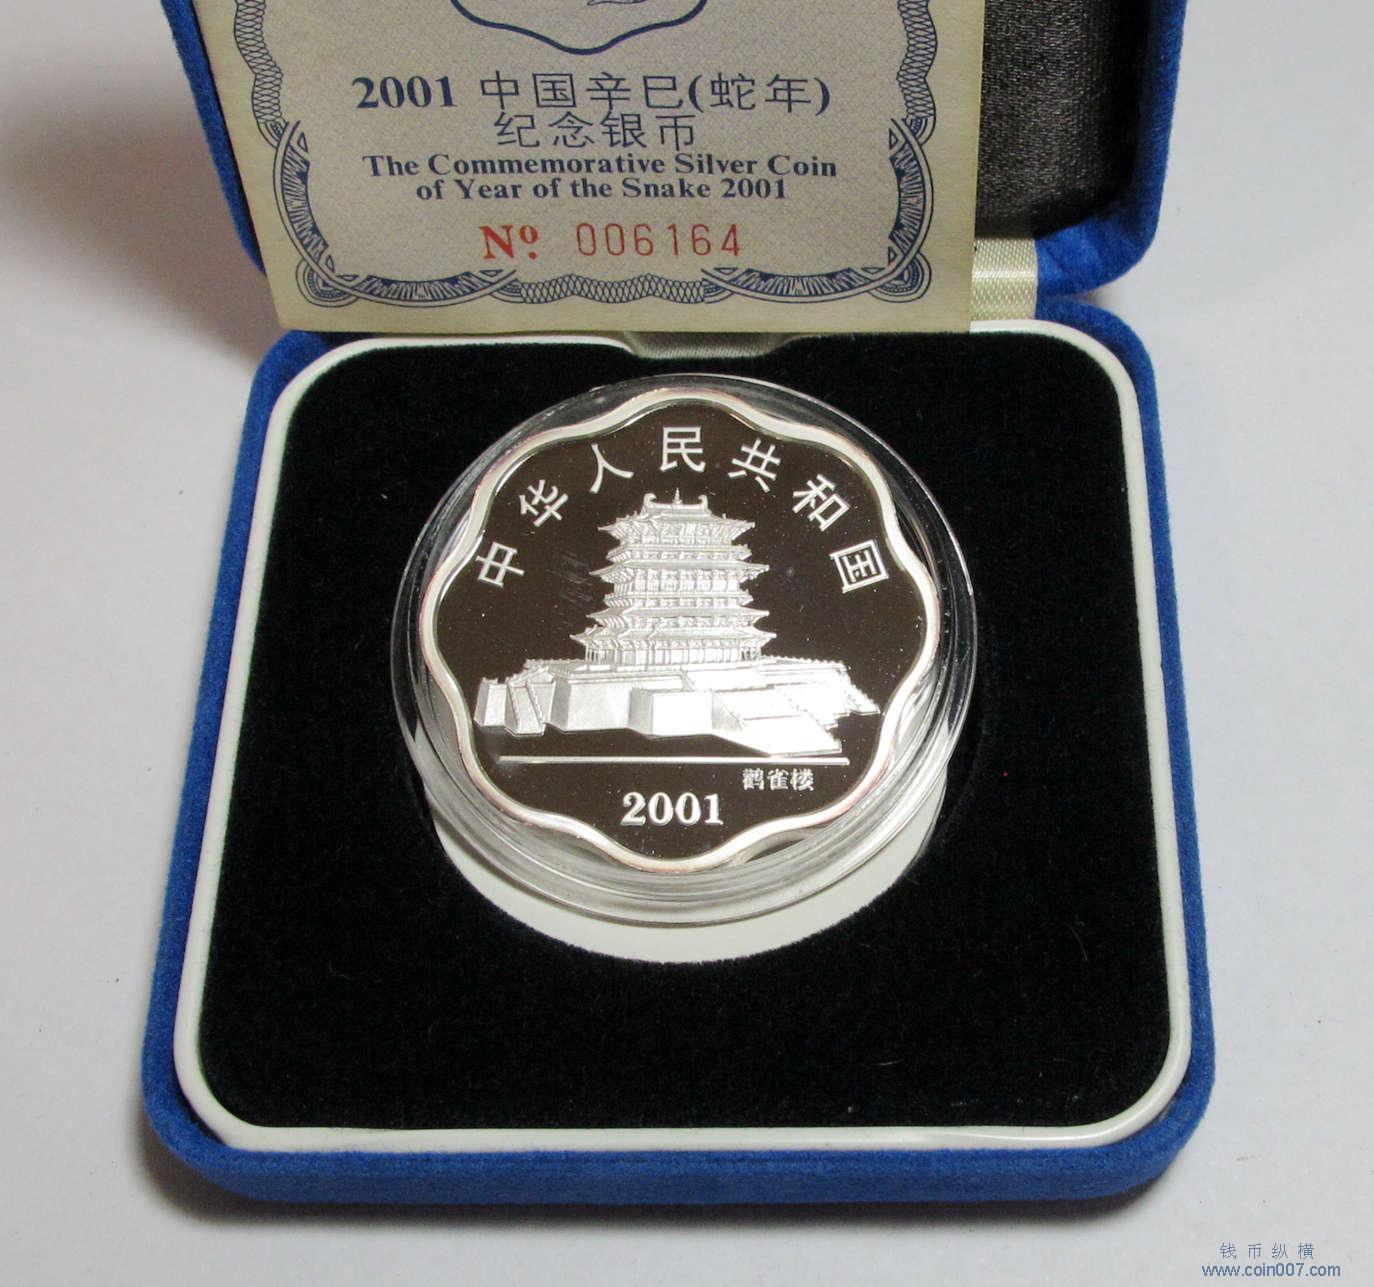 2001 中国辛巳(蛇年)
纪念银币
The Commemorative Silver Coin
of Year of the Snake 2001
Nº. 006164
中华人民共和国
鹳雀楼
2001
钱币纵横
www.coin007.com